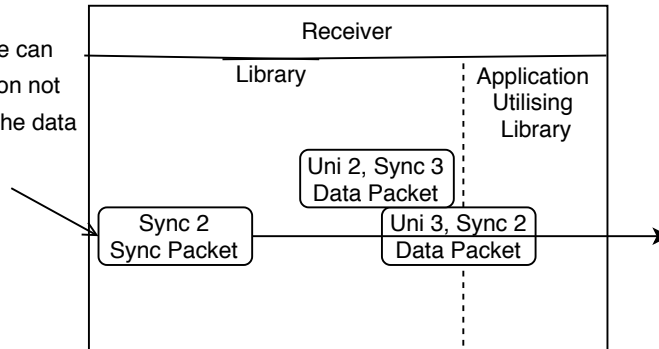 Receiver
e can
on not
he data
Library
Application
Utilising
Library
Uni 2, Sync 3
Data Packet
Sync 2
Sync Packet
Uni 3, Sync 2
Data Packet